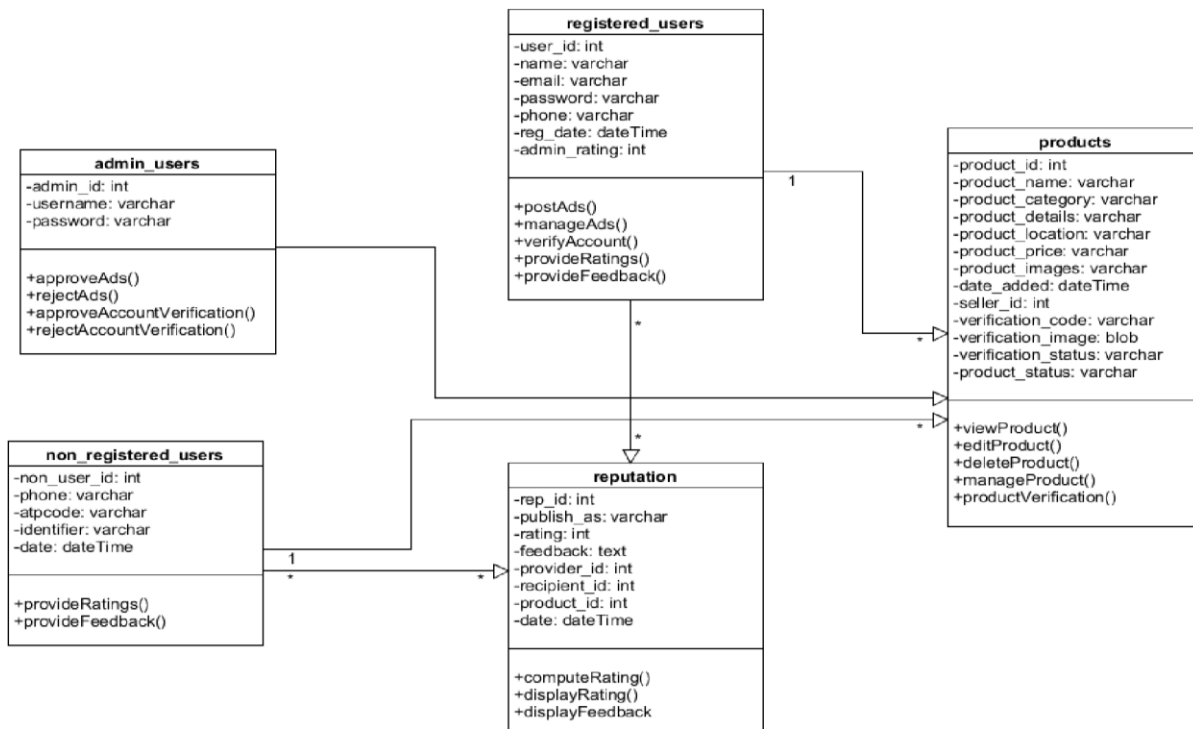 registered_users
-user_id: int
-name: varchar
-email: varchar
-password: varchar
-phone: varchar
-reg_date: dateTime
-admin_rating: int
+postAds()
+manageAds()
+verifyAccount()
+provideRatings()
+provideFeedback()
admin_users
-admin_id: int
-username: varchar
-password: varchar
+approveAds()
+rejectAds()
+approveAccountVerification()
+rejectAccountVerification()
products
-product_id: int
-product_name: varchar
-product_category: varchar
-product_details: varchar
-product_location: varchar
-product_price: varchar
-product_images: varchar
-date_added: dateTime
-seller_id: int
-verification_code: varchar
-verification_image: blob
-verification_status: varchar
-product_status: varchar
+viewProduct()
+editProduct()
+deleteProduct()
+manageProduct()
+productVerification()
1
*
*
*
*
non_registered_users
-non_user_id: int
-phone: varchar
-atpcode: varchar
-identifier: varchar
-date: dateTime
+provideRatings()
+provideFeedback()
1
*
*
reputation
-rep_id: int
-publish_as: varchar
-rating: int
-feedback: text
-provider_id: int
-recipient_id: int
-product_id: int
-date: dateTime
+computeRating()
+displayRating()
+displayFeedback